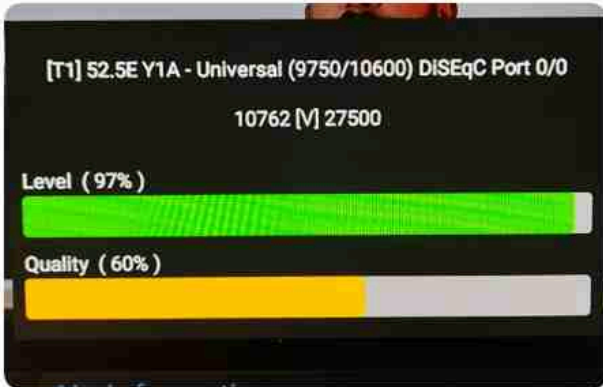 [T1] 52.5E Y1A - Universal (9750/10600) DiSEqC Port 0/0
10762 [V] 27500
Level ( 97% )
Quality ( 60% )